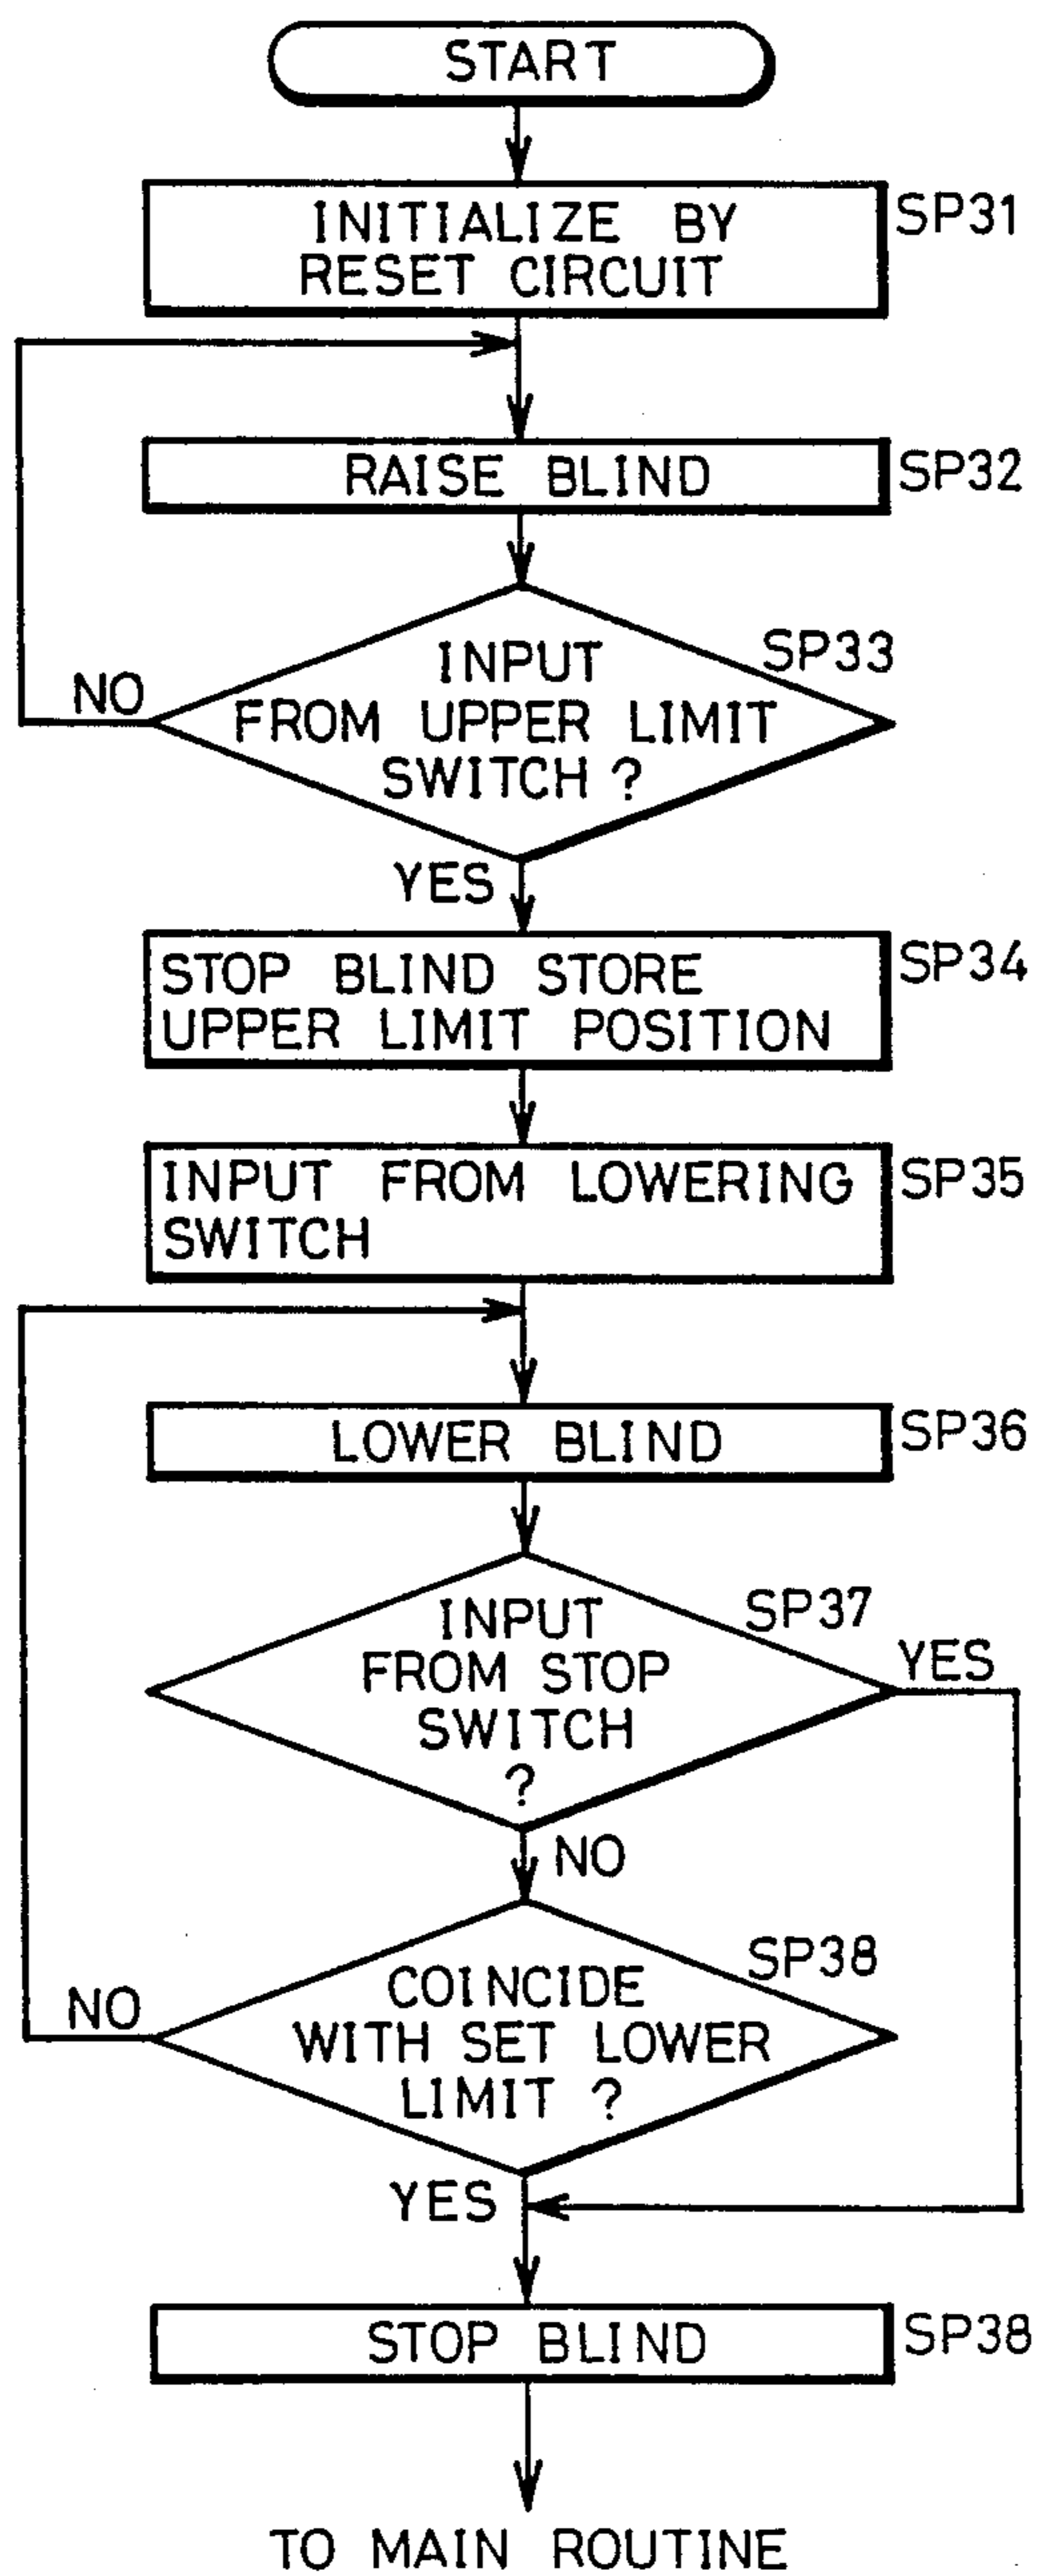 START
INITIALIZE BY
RESET CIRCUIT
SP31
RAISE BLIND
SP32
INPUT
FROM UPPER LIMIT
SWITCH ?
SP33
NO
YES
STOP BLIND STORE
UPPER LIMIT POSITION
SP34
INPUT FROM LOWERING
SWITCH
SP35
LOWER BLIND
SP36
INPUT
FROM STOP
SWITCH
?
SP37
YES
NO
COINCIDE
WITH SET LOWER
LIMIT ?
SP38
NO
YES
STOP BLIND
SP38
TO MAIN ROUTINE